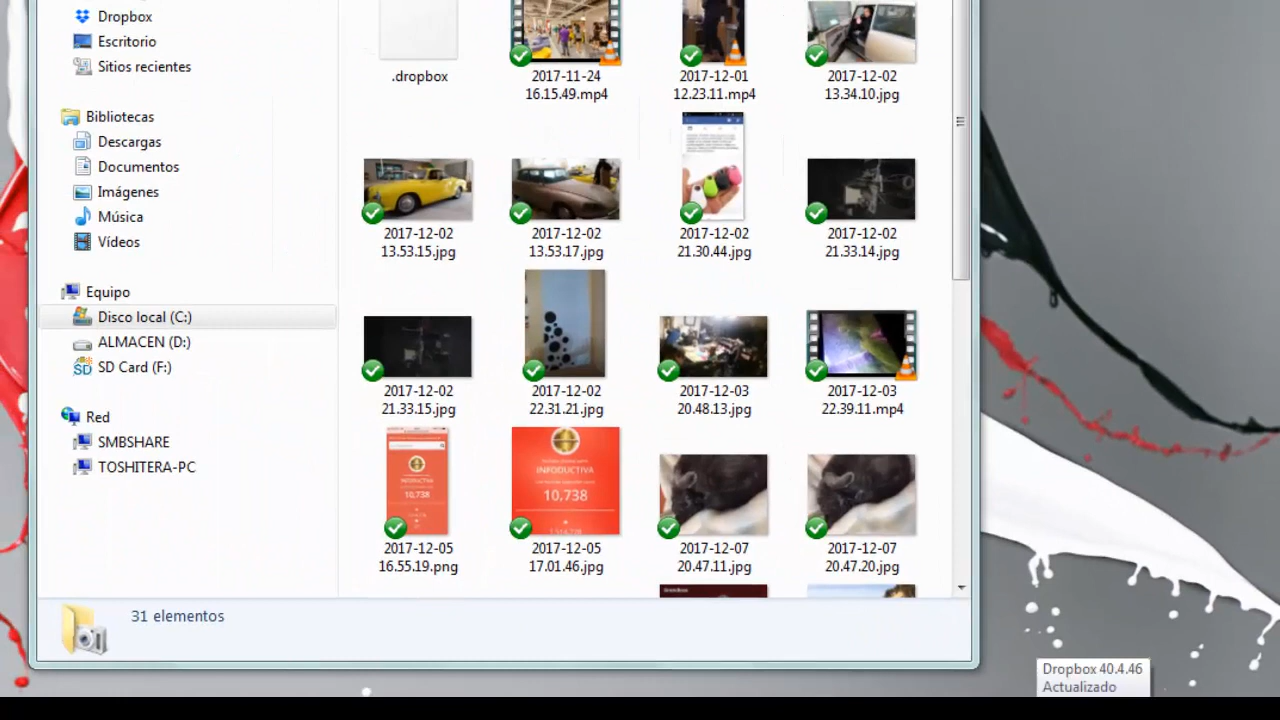 Dropbox
Escritorio
Sitios recientes
Bibliotecas
Descargas
Documentos
Imágenes
Música
Vídeos
Equipo
Disco local (C:)
ALMACEN (D:)
SD Card (F:)
Red
SMBSHARE
TOSHITERA-PC
.dropbox
2017-11-24
16.15.49.mp4
2017-12-01
12.23.11.mp4
2017-12-02
13.34.10.jpg
2017-12-02
13.53.15.jpg
2017-12-02
13.53.17.jpg
2017-12-02
21.30.44.jpg
2017-12-02
21.33.14.jpg
2017-12-02
21.33.15.jpg
2017-12-02
22.31.21.jpg
2017-12-03
20.48.13.jpg
2017-12-03
22.39.11.mp4
INFODUCTIVA
10,738
2017-12-05
16.55.19.png
INFODUCTIVA
10,738
2017-12-05
17.01.46.jpg
2017-12-07
20.47.11.jpg
2017-12-07
20.47.20.jpg
31 elementos
Dropbox 40.4.46
Actualizado